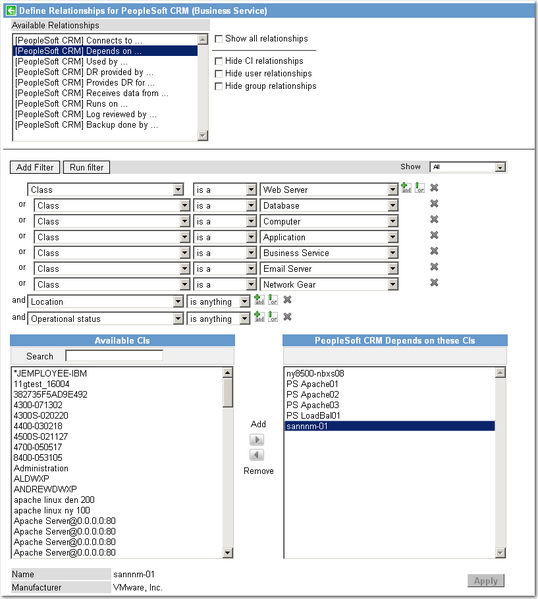 Define Relationships for PeopleSoft CRM (Business Service)
Available Relationships
[PeopleSoft CRM] Connects to ...
[PeopleSoft CRM] Depends on ...
[PeopleSoft CRM] Used by ...
[PeopleSoft CRM] DR provided by ...
[PeopleSoft CRM] Provides DR for ...
[PeopleSoft CRM] Receives data from ...
[PeopleSoft CRM] Runs on ...
[PeopleSoft CRM] Log reviewed by ...
[PeopleSoft CRM] Backup done by ...
Show all relationships
Hide CI relationships
Hide user relationships
Hide group relationships
Add Filter Run filter Show All
Class is a Web Server
or Class is a Database
or Class is a Computer
or Class is a Application
or Class is a Business Service
or Class is a Email Server
or Class is a Network Gear
and Location is anything
and Operational status is anything
Available CIs
Search
*JEMPLOYEE-IBM
11gtest_16004
382735F5AD9E492
4300-071302
4300S-020220
4400-030218
4500S-021127
4700-050517
8400-053105
Administration
ALDWXP
ANDREWDWXP
apache linux den 200
apache linux ny 100
Apache Server@0.0.0.0:80
Apache Server@0.0.0.0:80
Apache Server@0.0.0.0:80
Apache Server@0.0.0.0:80
Add
Remove
PeopleSoft CRM Depends on these CIs
ny8500-nbxs08
PS Apache01
PS Apache02
PS Apache03
PS LoadBal01
sannnm-01
Name sannnm-01
Manufacturer VMware, Inc.
Apply